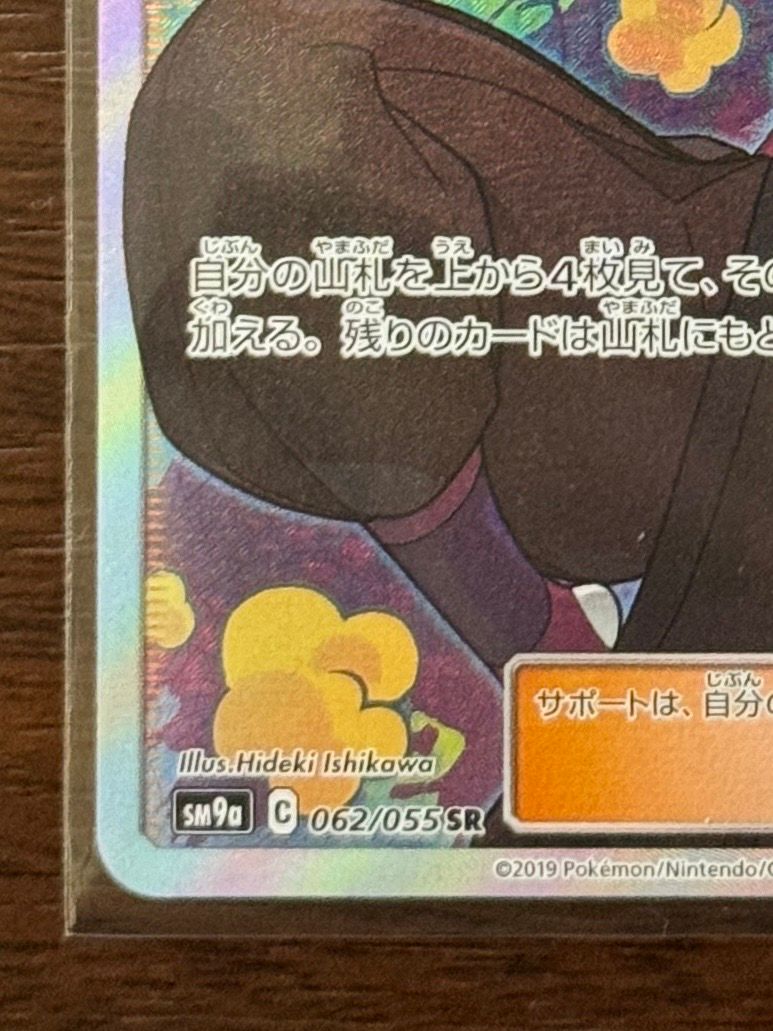 自分の山札を上から4枚見て、その
加える。残りのカードは山札にもど
サポートは、自分の
Illus.Hideki Ishikawa
SM9a C 062/055 SR
©2019 Pokémon/Nintendo/C